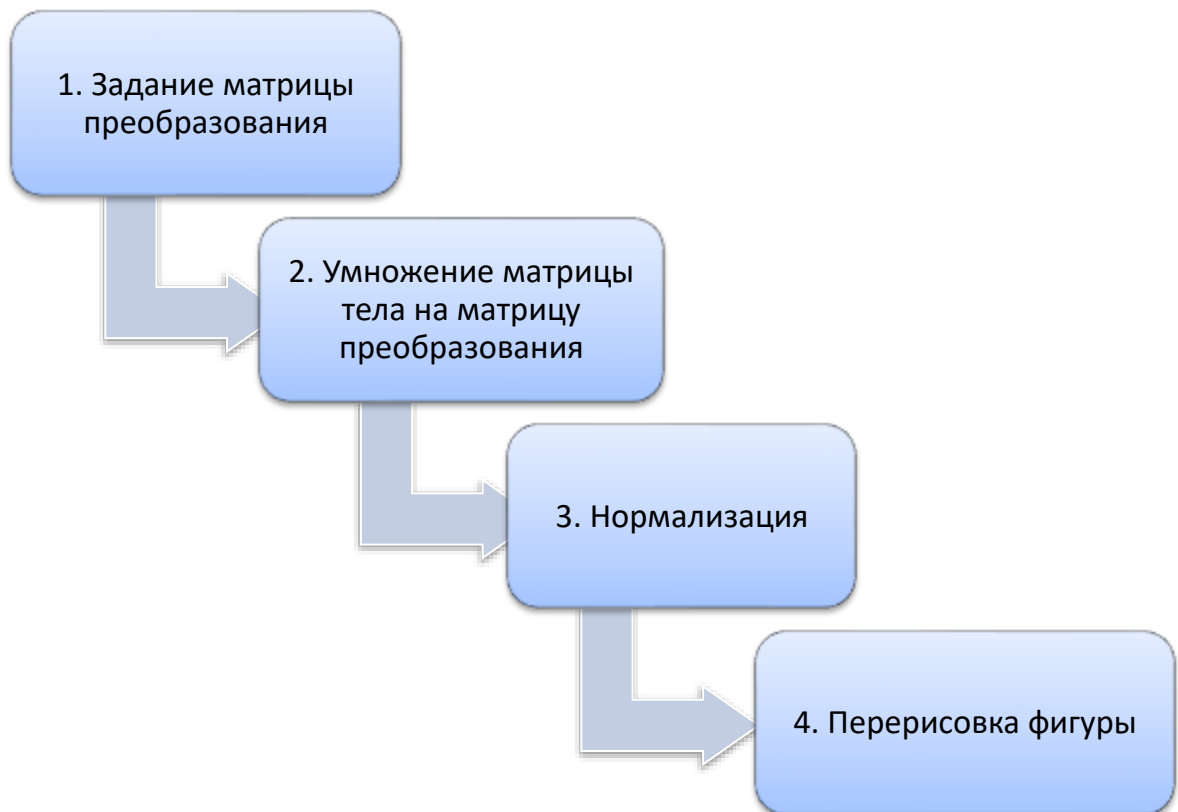 1. Задание матрицы
преобразования
2. Умножение матрицы
тела на матрицу
преобразования
3. Нормализация
4. Перерисовка фигуры